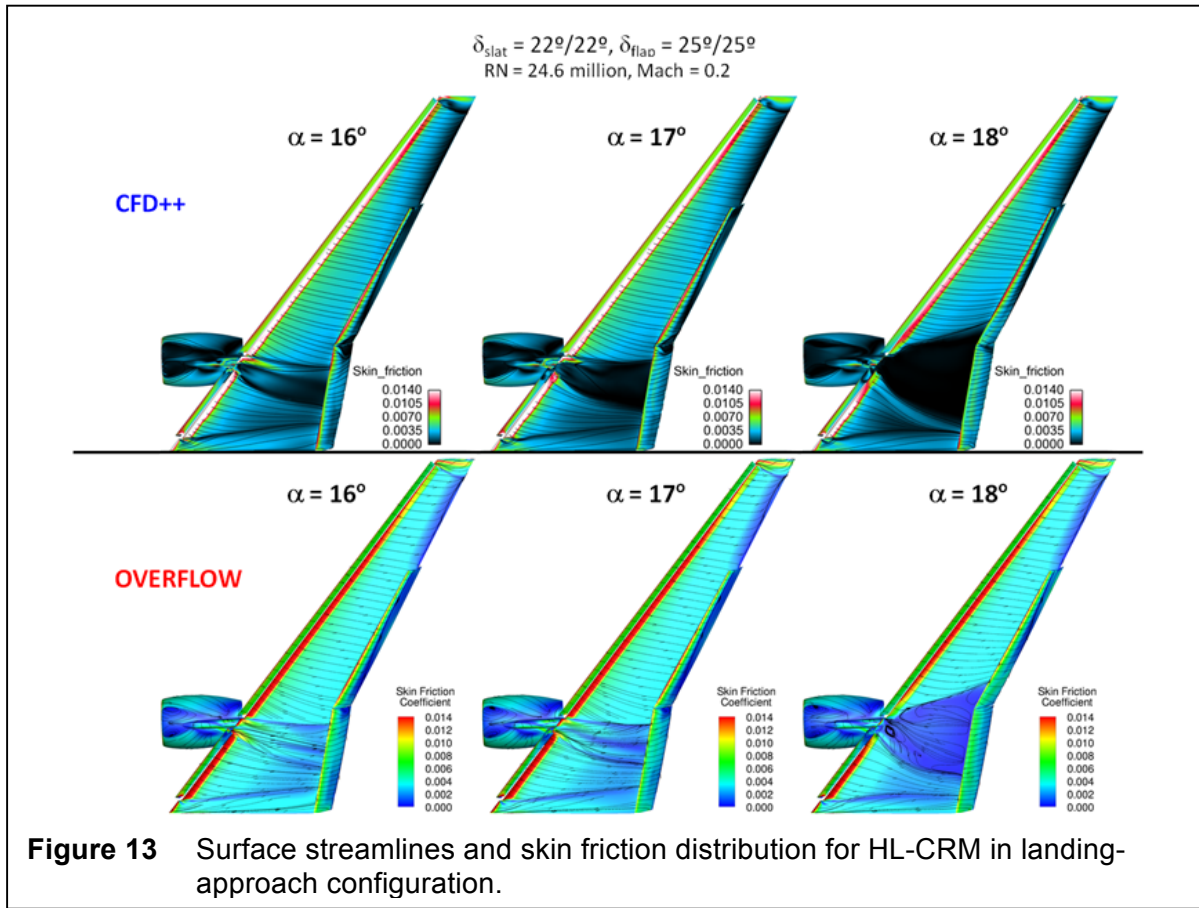 δslat = 22º/22º, δflap = 25º/25º
RN = 24.6 million, Mach = 0.2
α = 16º
α = 17º
α = 18º
CFD++
Skin_friction
0.0140
0.0105
0.0070
0.0035
0.0000
Skin_friction
0.0140
0.0105
0.0070
0.0035
0.0000
Skin_friction
0.0140
0.0105
0.0070
0.0035
0.0000
α = 16º
α = 17º
α = 18º
OVERFLOW
Skin Friction
Coefficient
0.014
0.012
0.010
0.008
0.006
0.004
0.002
0.000
Skin Friction
Coefficient
0.014
0.012
0.010
0.008
0.006
0.004
0.002
0.000
Skin Friction
Coefficient
0.014
0.012
0.010
0.008
0.006
0.004
0.002
0.000
Figure 13 Surface streamlines and skin friction distribution for HL-CRM in landing-
approach configuration.